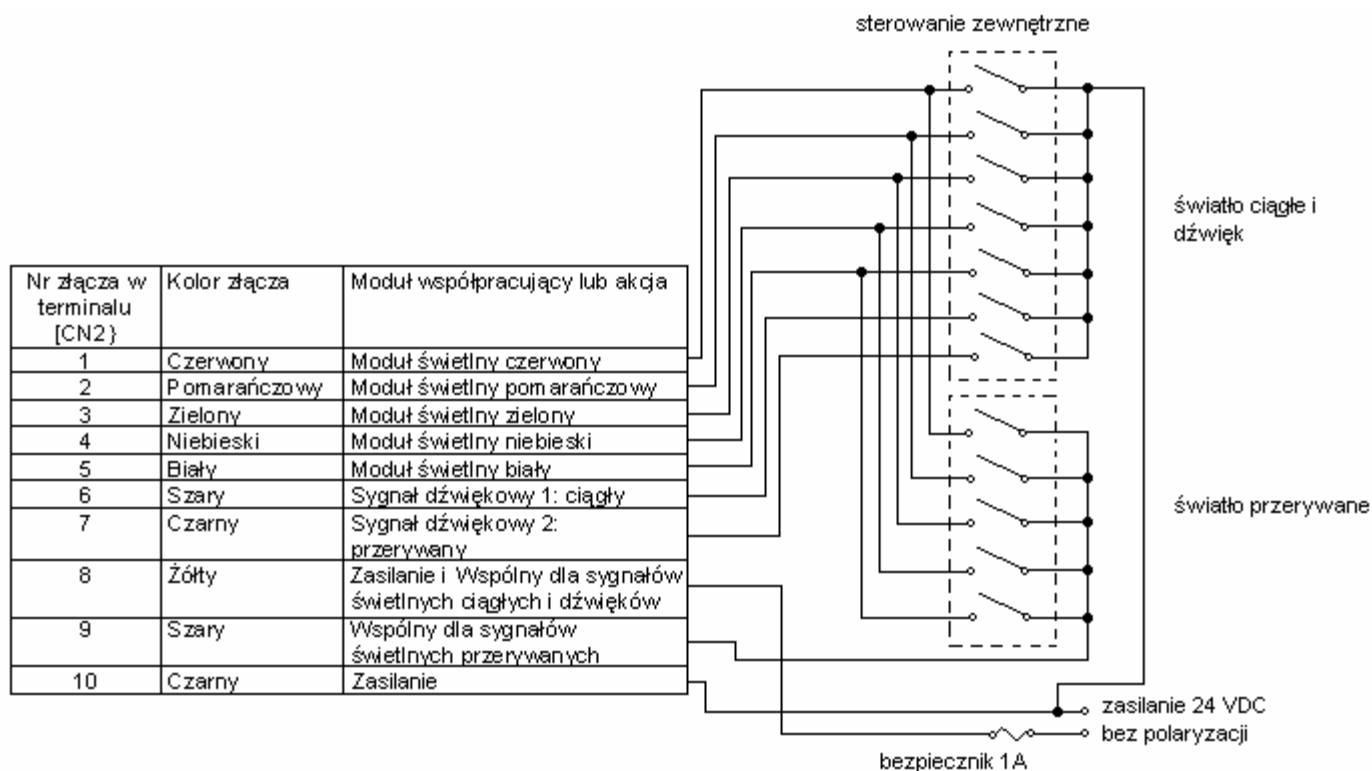 sterowanie zewnętrzne
światło ciągłe i
dźwięk
Nr złącza w
terminalu
[CN2}
Kolor złącza
Moduł współpracujący lub akcja
1 Czerwony Moduł świetlny czerwony
2 Pomarańczowy Moduł świetlny pomarańczowy
3 Zielony Moduł świetlny zielony
4 Niebieski Moduł świetlny niebieski
5 Biały Moduł świetlny biały
6 Szary Sygnał dźwiękowy 1: ciągły
7 Czarny Sygnał dźwiękowy 2:
przerywany
8 Żółty Zasilanie i Wspólny dla sygnałów
świetlnych ciągłych i dźwięków
9 Szary Wspólny dla sygnałów
świetlnych przerywanych
10 Czarny Zasilanie
światło przerywane
zasilanie 24 VDC
bez polaryzacji
bezpiecznik 1A